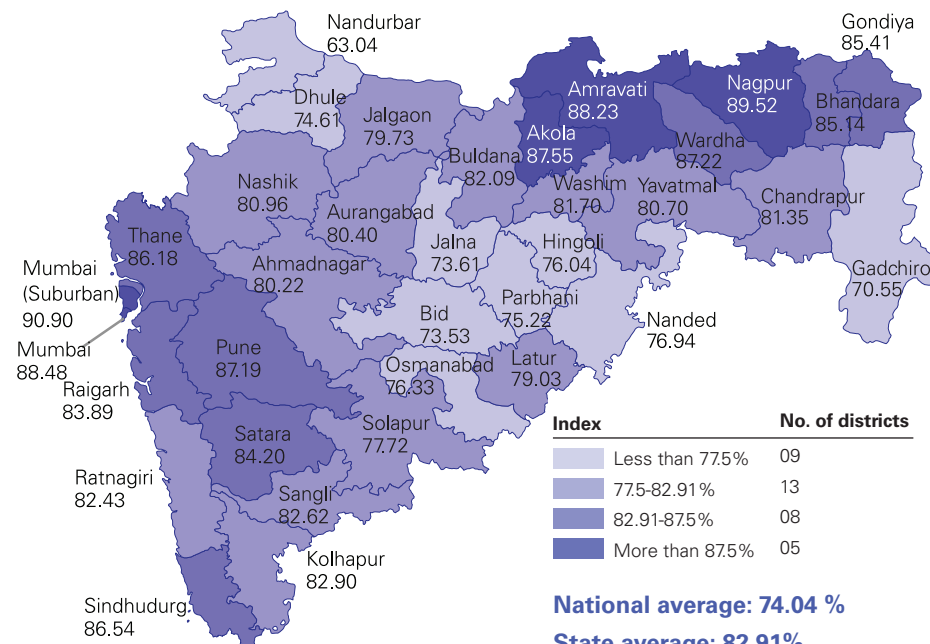 Nandurbar
63.04
Gondiya
85.41
Dhule
74.61
Jalgaon
79.73
Amravati
88.23
Nagpur
89.52
Bhandara
85.14
Akola
87.55
Wardha
87.22
Buldana
82.09
Nashik
80.96
Washim
81.70
Yavatmal
80.70
Chandrapur
81.35
Aurangabad
80.40
Thane
86.18
Jalna
73.61
Hingoli
76.04
Ahmadnagar
80.22
Gadchiro
70.55
Mumbai
(Suburban)
90.90
Parbhani
75.22
Bid
73.53
Nanded
76.94
Mumbai
88.48
Pune
87.19
Osmanabad
76.33
Latur
79.03
Raigarh
83.89
Satara
84.20
Solapur
77.72
Ratnagiri
82.43
Sangli
82.62
Kolhapur
82.90
Sindhudurg
86.54
Index No. of districts
Less than 77.5% 09
77.5-82.91% 13
82.91-87.5% 08
More than 87.5% 05
National average: 74.04 %
State average: 82.91%